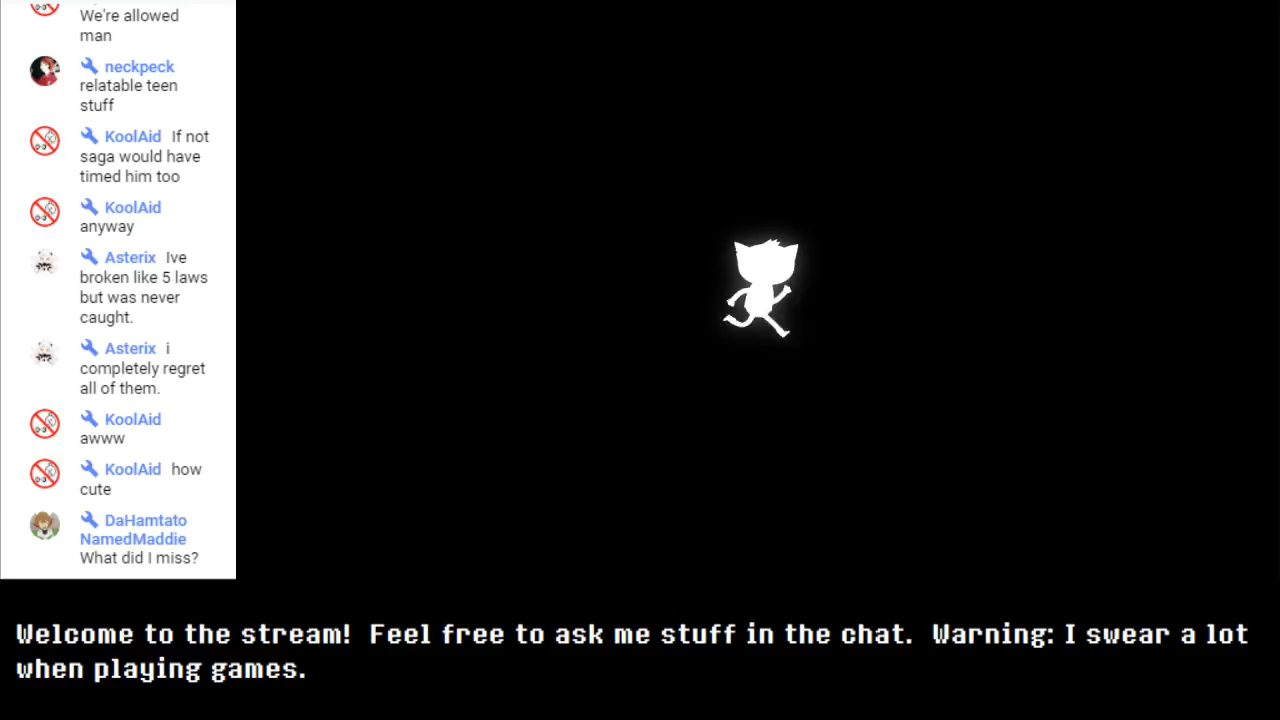 We're allowed
man
neckpeck
relatable teen
stuff
KoolAid If not
saga would have
timed him too
KoolAid
anyway
Asterix Ive
broken like 5 laws
but was never
caught.
Asterix i
completely regret
all of them.
KoolAid
awww
KoolAid how
cute
DaHamtato
NamedMaddie
What did I miss?
Welcome to the stream! Feel free to ask me stuff in the chat. Warning: I swear a lot
when playing games.